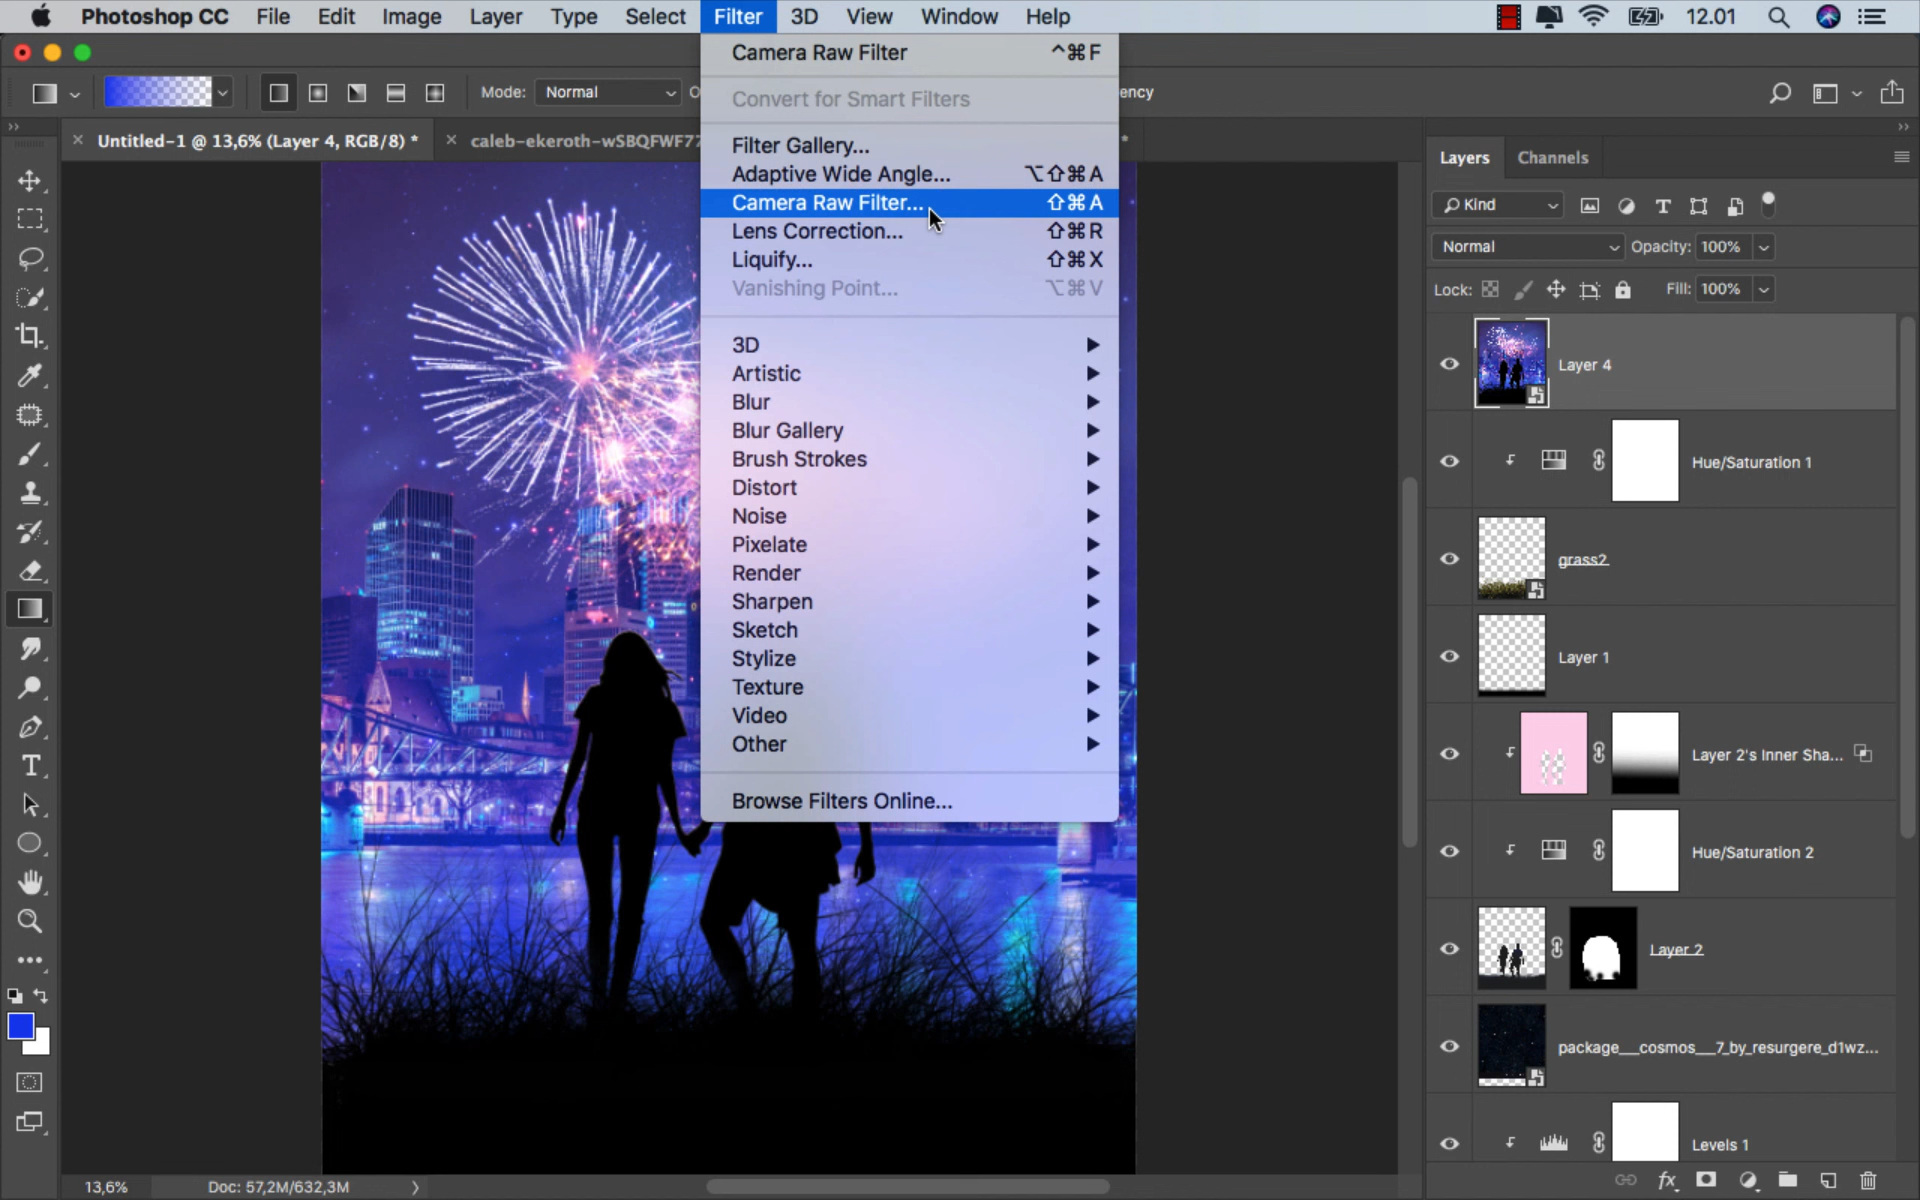 Photoshop CC File Edit Image Layer Type Select Filter 3D View Window Help 12.01
Mode: Normal
ency
Untitled-1 @ 13,6% (Layer 4, RGB/8) *
caleb-ekeroth-wSBQFWF77
*
Camera Raw Filter ^⌘F
Convert for Smart Filters
Filter Gallery...
Adaptive Wide Angle... ⌥⇧⌘A
Camera Raw Filter... ⇧⌘A
Lens Correction... ⇧⌘R
Liquify... ⇧⌘X
Vanishing Point... ⌥⌘V
3D
Artistic
Blur
Blur Gallery
Brush Strokes
Distort
Noise
Pixelate
Render
Sharpen
Sketch
Stylize
Texture
Video
Other
Browse Filters Online...
Layers Channels
Kind
Normal Opacity: 100%
Lock: Fill: 100%
Layer 4
Hue/Saturation 1
grass2
Layer 1
Layer 2's Inner Sha...
Hue/Saturation 2
Layer 2
package__cosmos__7_by_resurgere_d1wz...
Levels 1
fx
13,6% Doc: 57,2M/632,3M